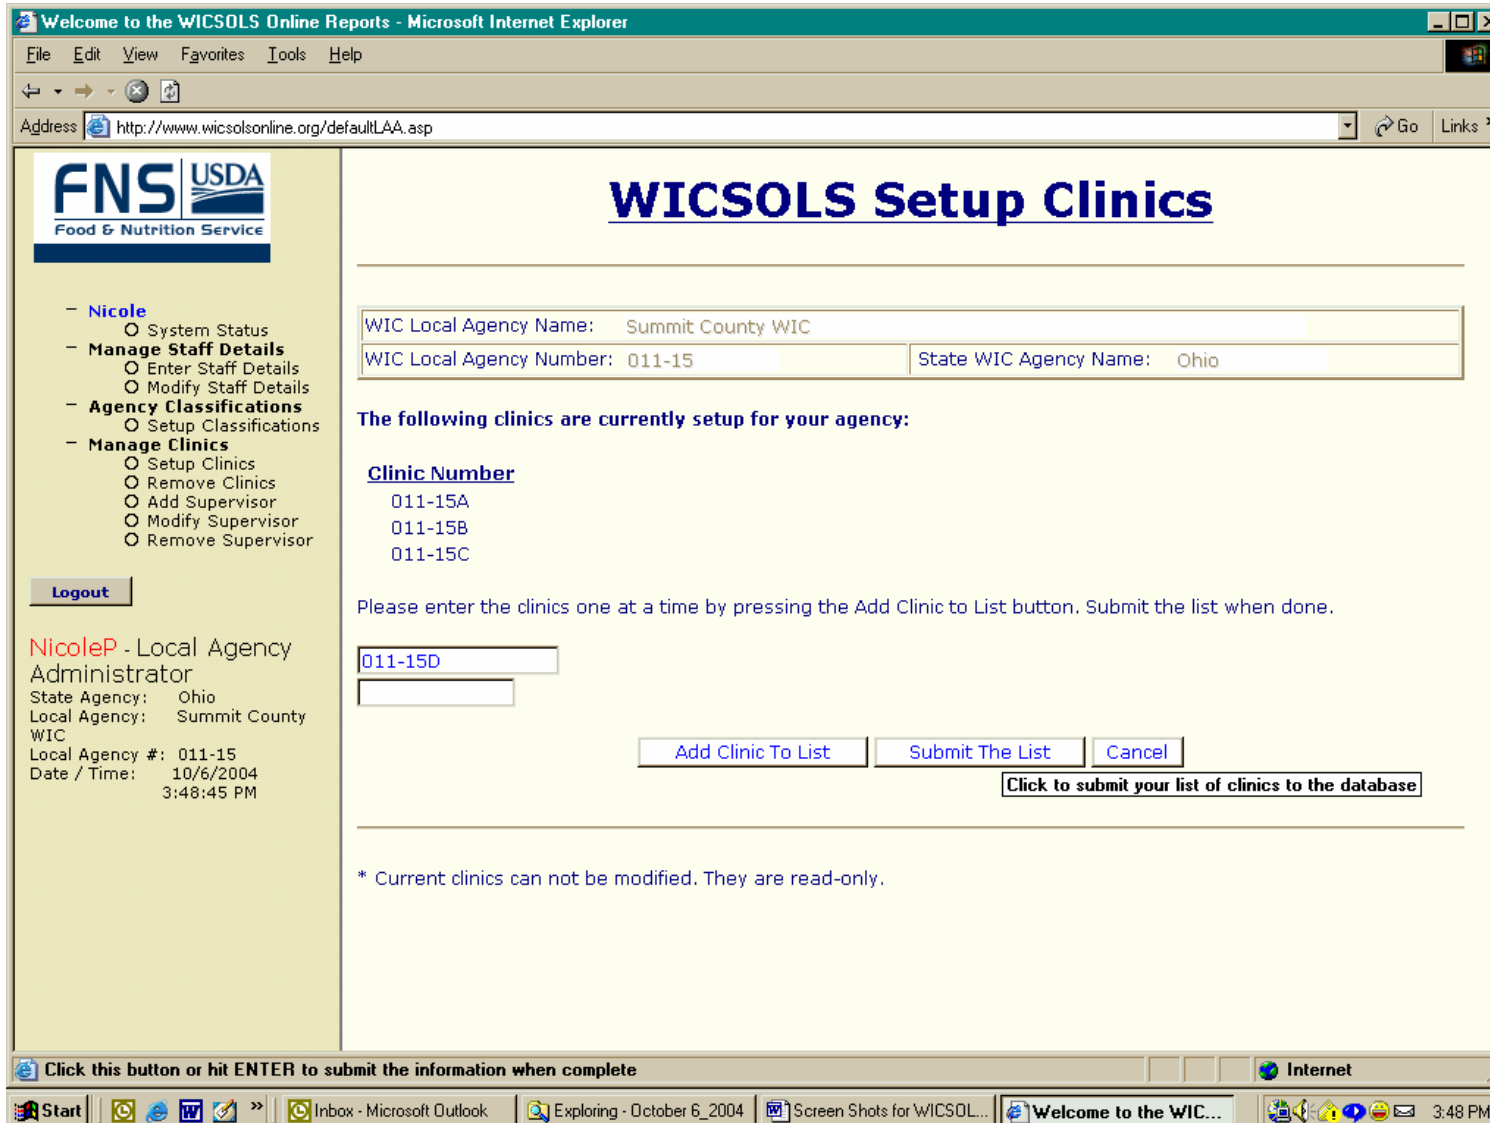 Welcome to the WICSOLS Online Reports - Microsoft Internet Explorer
File Edit View Favorites Tools Help
Address http://www.wicsolsonline.org/defaultLAA.asp Go Links
FNS USDA
Food & Nutrition Service
Nicole
System Status
Manage Staff Details
Enter Staff Details
Modify Staff Details
Agency Classifications
Setup Classifications
Manage Clinics
Setup Clinics
Remove Clinics
Add Supervisor
Modify Supervisor
Remove Supervisor
Logout
NicoleP - Local Agency
Administrator
State Agency: Ohio
Local Agency: Summit County
WIC
Local Agency #: 011-15
Date / Time: 10/6/2004
3:48:45 PM
WICSOLS Setup Clinics
WIC Local Agency Name: Summit County WIC
WIC Local Agency Number: 011-15 State WIC Agency Name: Ohio
The following clinics are currently setup for your agency:
Clinic Number
011-15A
011-15B
011-15C
Please enter the clinics one at a time by pressing the Add Clinic to List button. Submit the list when done.
011-15D
Add Clinic To List Submit The List Cancel
Click to submit your list of clinics to the database
* Current clinics can not be modified. They are read-only.
Click this button or hit ENTER to submit the information when complete Internet
Start » Inbox - Microsoft Outlook Exploring - October 6_2004 Screen Shots for WICSOL... Welcome to the WIC... 3:48 PM